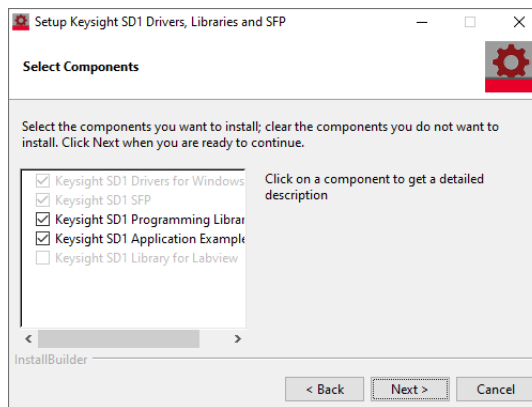 Setup Keysight SD1 Drivers, Libraries and SFP
Select Components
Select the components you want to install; clear the components you do not want to
install. Click Next when you are ready to continue.
Keysight SD1 Drivers for Windows
Keysight SD1 SFP
Keysight SD1 Programming Librar
Keysight SD1 Application Example
Keysight SD1 Library for Labview
Click on a component to get a detailed
description
InstallBuilder
< Back
Next >
Cancel